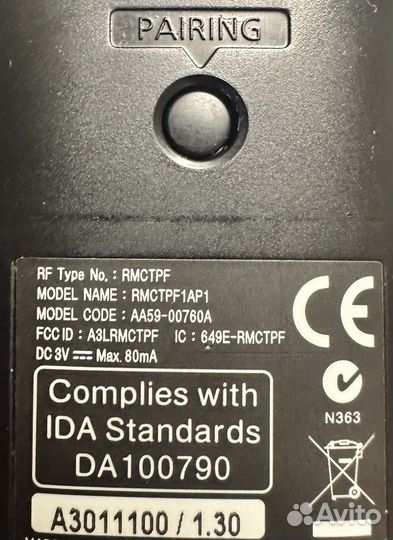 PAIRING
RF Type No. : RMCTPF
MODEL NAME : RMCTPF1AP1
MODEL CODE : AA59-00760A
FCC ID : A3LRMCTPF IC : 649E-RMCTPF
DC 3V Max. 80mA
CE
N363
Complies with
IDA Standards
DA100790
A3011100 / 1.30
Avito